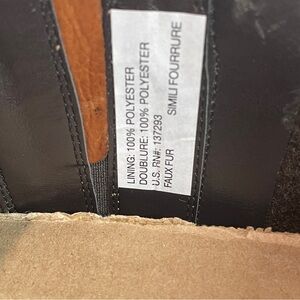 LINING: 100% POLYESTER
DOUBLURE: 100% POLYESTER
U.S. RN#: 137293
FAUX FUR
SIMILI FOURRURE